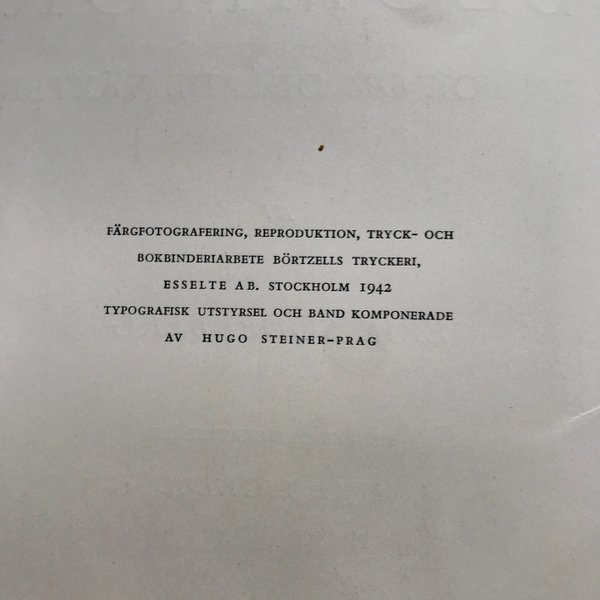 FÄRGFOTOGRAFERING, REPRODUKTION, TRYCK- OCH
BOKBINDERIARBETE BÖRTZELLS TRYCKERI,
ESSELTE AB. STOCKHOLM 1942
TYPOGRAFISK UTSTYRSEL OCH BAND KOMPONERADE
AV HUGO STEINER-PRAG